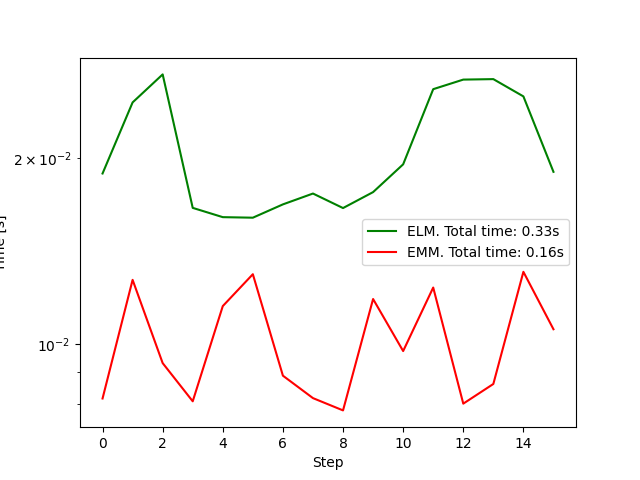 2 × 10⁻²
10⁻²
Time [s]
ELM. Total time: 0.33s
EMM. Total time: 0.16s
0 2 4 6 8 10 12 14
Step